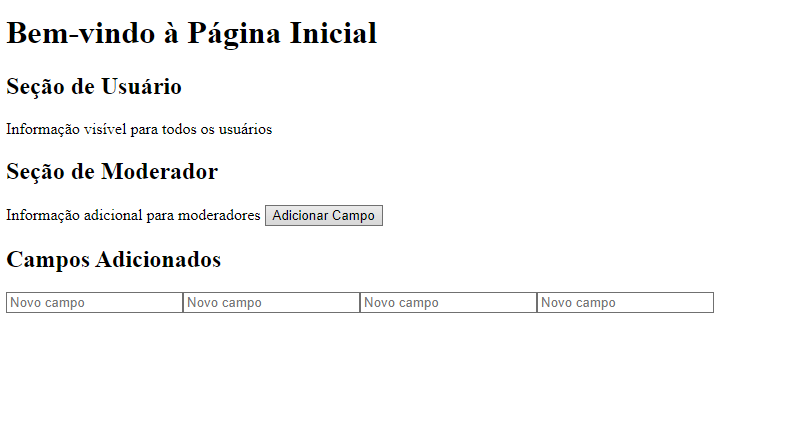 Bem-vindo à Página Inicial
Seção de Usuário
Informação visível para todos os usuários
Seção de Moderador
Informação adicional para moderadores Adicionar Campo
Campos Adicionados
Novo campo Novo campo Novo campo Novo campo